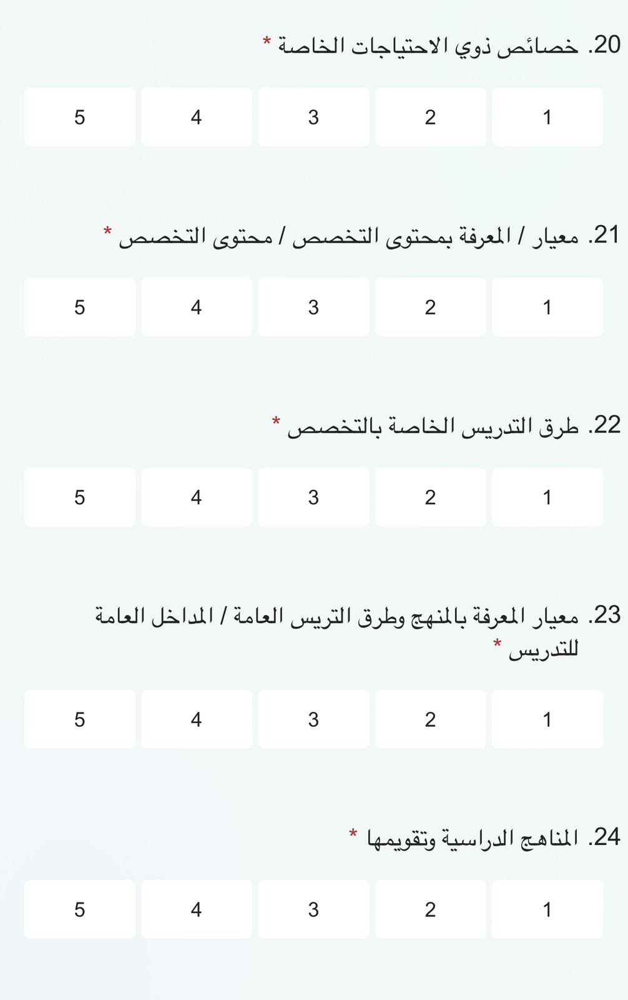 20. خصائص ذوي الاحتياجات الخاصة *
1 2 3 4 5
21. معيار / المعرفة بمحتوى التخصص / محتوى التخصص *
1 2 3 4 5
22. طرق التدريس الخاصة بالتخصص *
1 2 3 4 5
23. معيار المعرفة بالمنهج وطرق التريس العامة / المداخل العامة
للتدريس *
1 2 3 4 5
24. المناهج الدراسية وتقويمها *
1 2 3 4 5